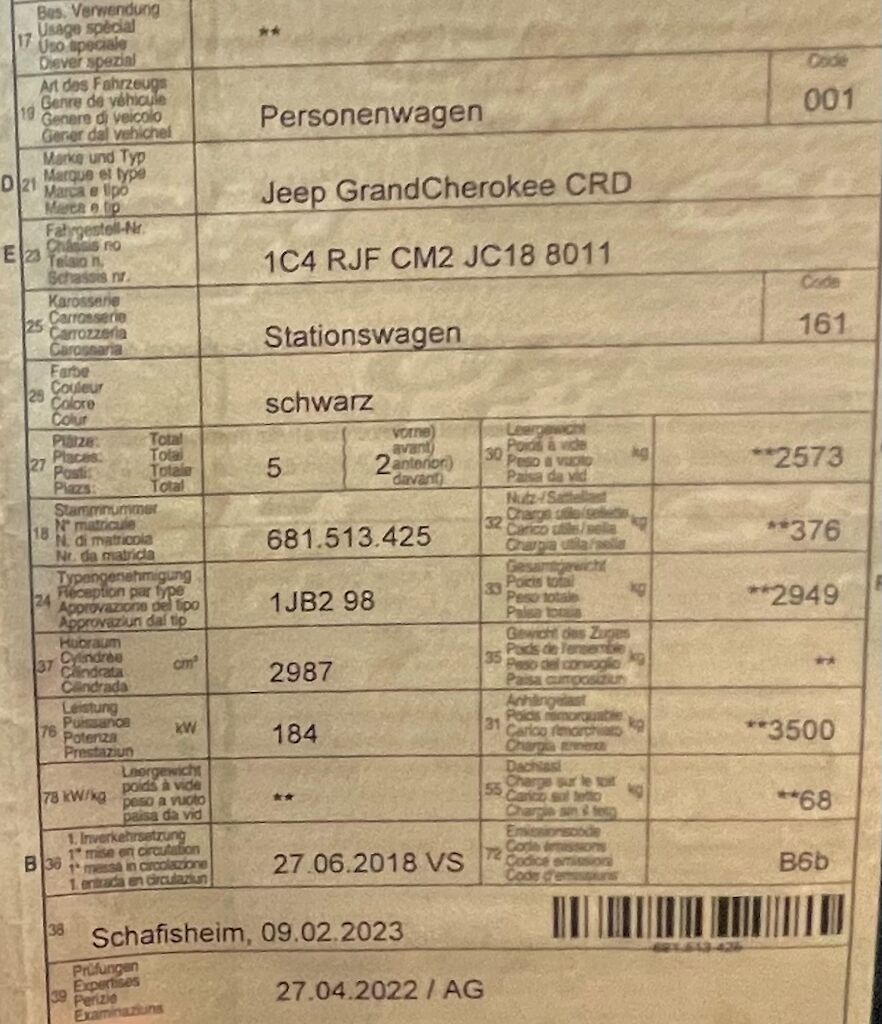 Bes. Verwendung
17 Usage spécial **
Uso speciale
Diever spezial
Art des Fahrzeugs Code
19 Genre de véhicule Personenwagen 001
Genere di veicolo
Gener dal vehichel
Marke und Typ
D 21 Marque et type Jeep GrandCherokee CRD
Marca e tipo
Marca e tip
Fahrgestell-Nr.
E 23 Châssis no 1C4 RJF CM2 JC18 8011
Telaio n.
Schassis nr.
Karosserie Code
25 Carrosserie Stationswagen 161
Carrozzeria
Carossaria
Farbe
26 Couleur schwarz
Colore
Colur
Plätze: Total vorne) Leergewicht
27 Places: Total 5 ( 2 avant) 30 Poids à vide kg **2573
Posti: Totale anteriori) Peso a vuoto
Plazs: Total davant) Paisa da vid
Stammnummer Nutz-/Sattellast
18 N° matricule 681.513.425 32 Charge utile/sellette kg **376
N. di matricola Carico utile/sella
Nr. da matricla Chargia utila/sella
Typengenehmigung Gesamtgewicht
24 Réception par type 1JB2 98 33 Poids total kg **2949
Approvazione del tipo Peso totale
Approvaziun dal tip Paisa totala
Hubraum Gewicht des Zuges
37 Cylindrée cm³ 2987 35 Poids de l'ensemble kg **
Cilindrata Peso del convoglio
Cilindrada Paisa cumposiziun
Leistung Anhängelast
76 Puissance kW 184 31 Poids remorquable kg **3500
Potenza Carico rimorchiato
Prestaziun Chargia annexa
Leergewicht Dachlast
78 kW/kg poids à vide ** 55 Charge sur le toit kg **68
peso a vuoto Carico sul tetto
paisa da vid Chargia sin il tetg
1. Inverkehrsetzung Emissionscode
B 36 1re mise en circulation 27.06.2018 VS 72 Code émissions B6b
1a messa in circolazione Codice emissioni
1. entrada en circulaziun Code d'emissiuns
38 Schafisheim, 09.02.2023
681.513.425
Prüfungen
39 Expertises 27.04.2022 / AG
Perizie
Examinaziuns